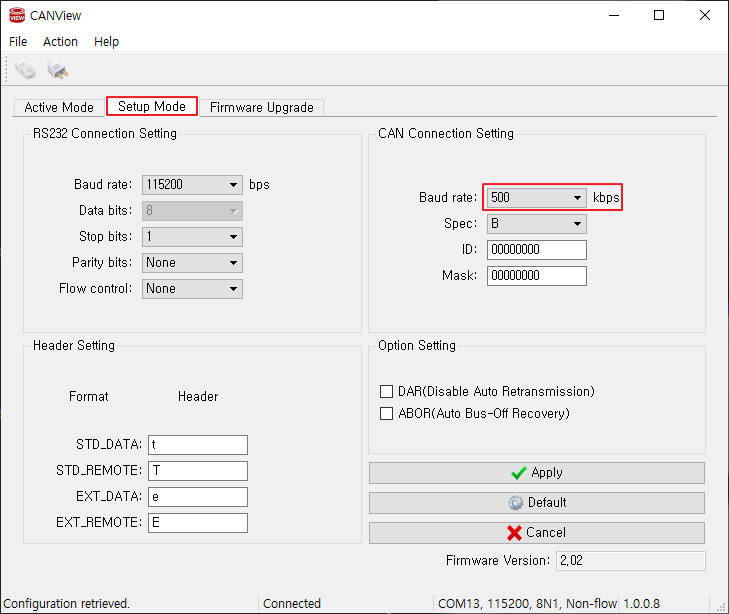 VIEW CANView
File Action Help
Active Mode Setup Mode Firmware Upgrade
RS232 Connection Setting
Baud rate: 115200 bps
Data bits: 8
Stop bits: 1
Parity bits: None
Flow control: None
CAN Connection Setting
Baud rate: 500 kbps
Spec: B
ID: 00000000
Mask: 00000000
Header Setting
Format Header
STD_DATA: t
STD_REMOTE: T
EXT_DATA: e
EXT_REMOTE: E
Option Setting
DAR(Disable Auto Retransmission)
ABOR(Auto Bus-Off Recovery)
Apply
Default
Cancel
Firmware Version: 2,02
Configuration retrieved. Connected COM13, 115200, 8N1, Non-flow 1.0.0.8